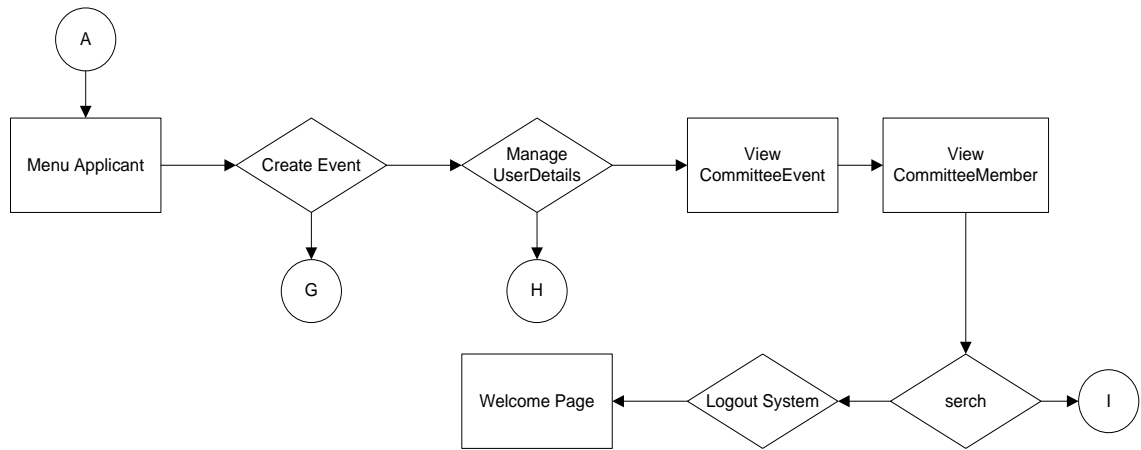 A
Menu Applicant
Create Event
Manage
UserDetails
View
CommitteeEvent
View
CommitteeMember
G
H
Welcome Page
Logout System
serch
I